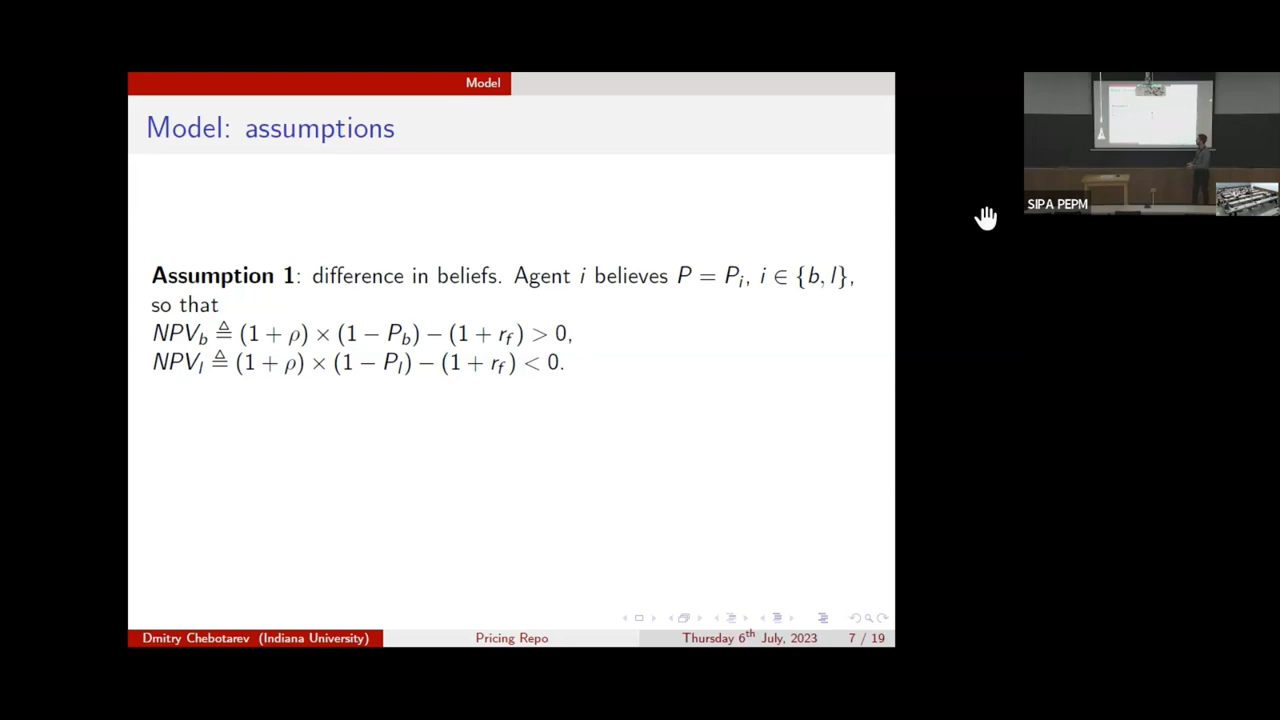 Model
Model: assumptions
Assumption 1: difference in beliefs. Agent i believes P = P_i, i ∈ {b, l},
so that
NPV_b ≜ (1 + ρ) × (1 − P_b) − (1 + r_f) > 0,
NPV_l ≜ (1 + ρ) × (1 − P_l) − (1 + r_f) < 0.
Dmitry Chebotarev (Indiana University) Pricing Repo Thursday 6th July, 2023 7 / 19
SIPA PEPM